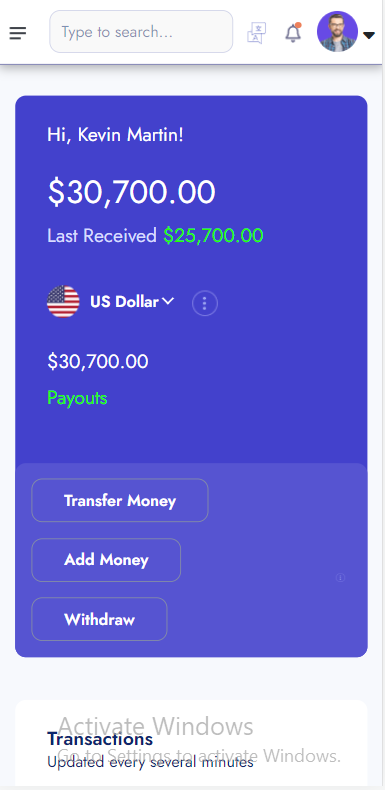 Type to search...
Hi, Kevin Martin!
$30,700.00
Last Received $25,700.00
US Dollar
$30,700.00
Payouts
Transfer Money
Add Money
Withdraw
Activate Windows
Transactions
Go to Settings to activate Windows.
Updated every several minutes